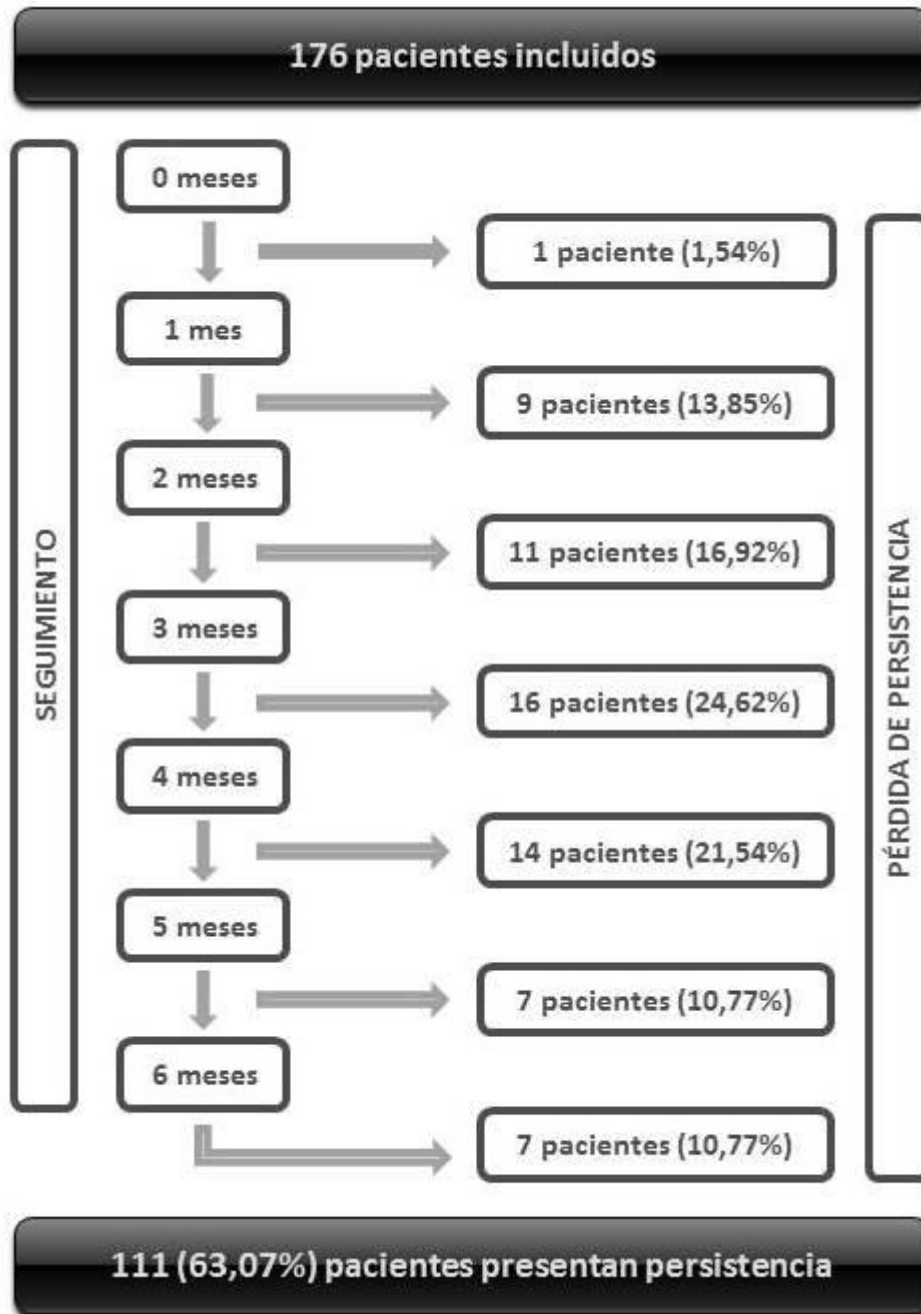 176 pacientes incluidos
SEGUIMIENTO
0 meses
1 paciente (1,54%)
1 mes
9 pacientes (13,85%)
2 meses
11 pacientes (16,92%)
3 meses
16 pacientes (24,62%)
4 meses
14 pacientes (21,54%)
5 meses
7 pacientes (10,77%)
6 meses
7 pacientes (10,77%)
PÉRDIDA DE PERSISTENCIA
111 (63,07%) pacientes presentan persistencia